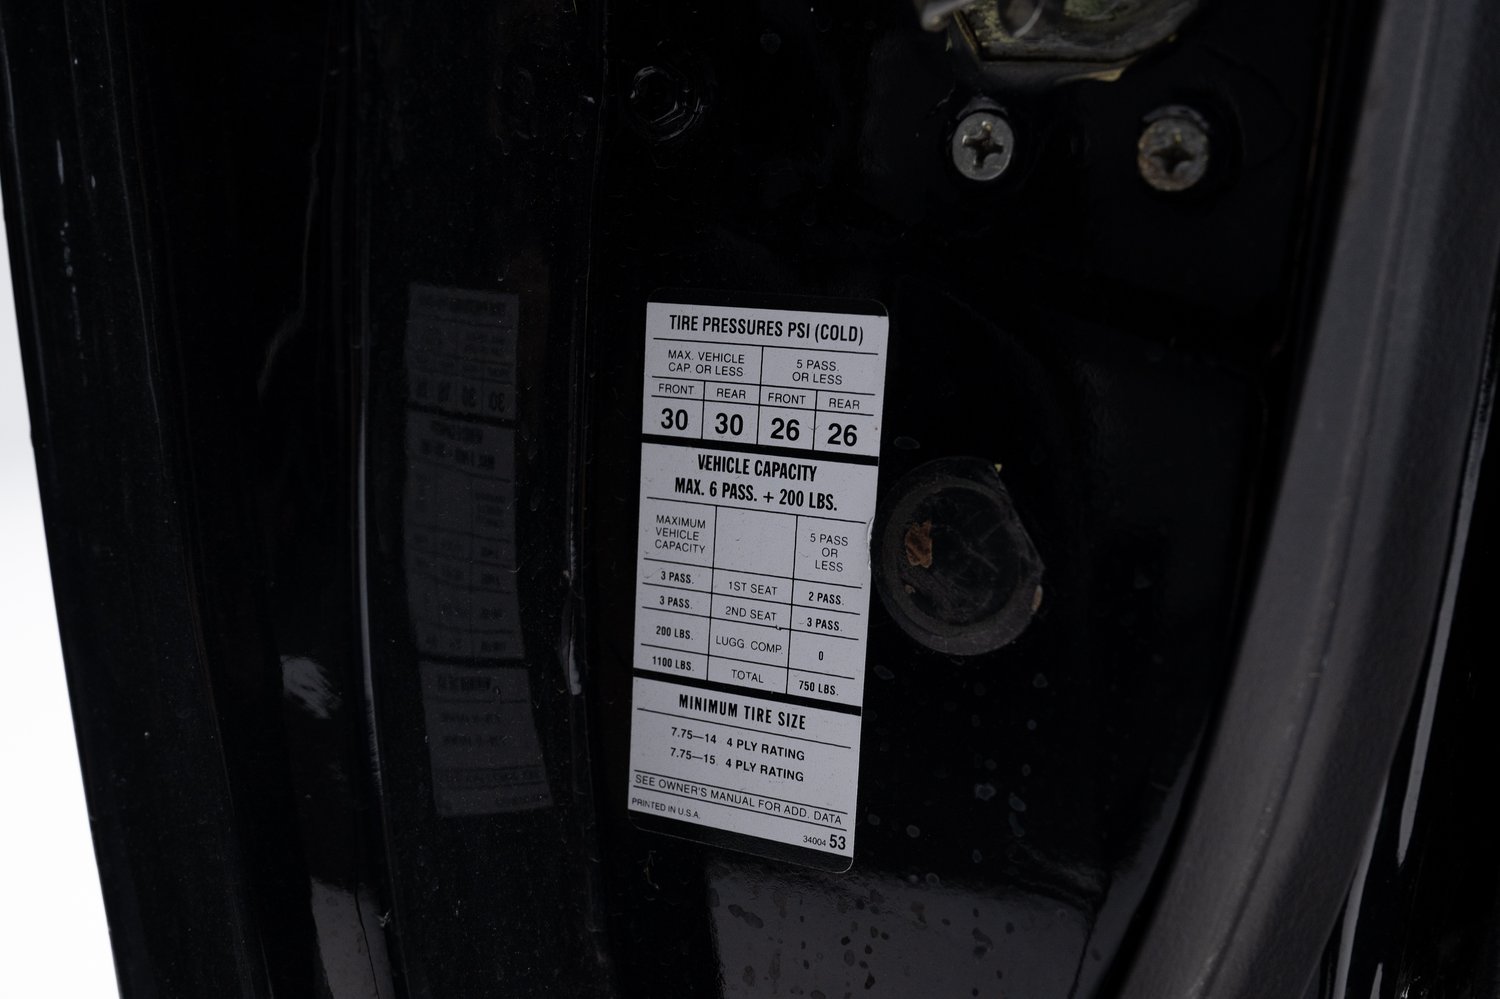 TIRE PRESSURES PSI (COLD)
MAX. VEHICLE CAP. OR LESS
5 PASS. OR LESS
FRONT REAR FRONT REAR
30 30 26 26
VEHICLE CAPACITY
MAX. 6 PASS. + 200 LBS.
MAXIMUM VEHICLE CAPACITY
5 PASS OR LESS
3 PASS. 1ST SEAT 2 PASS.
3 PASS. 2ND SEAT 3 PASS.
200 LBS. LUGG. COMP. 0
1100 LBS. TOTAL 750 LBS.
MINIMUM TIRE SIZE
7.75—14 4 PLY RATING
7.75—15 4 PLY RATING
SEE OWNER'S MANUAL FOR ADD. DATA
PRINTED IN U.S.A.
34004 53